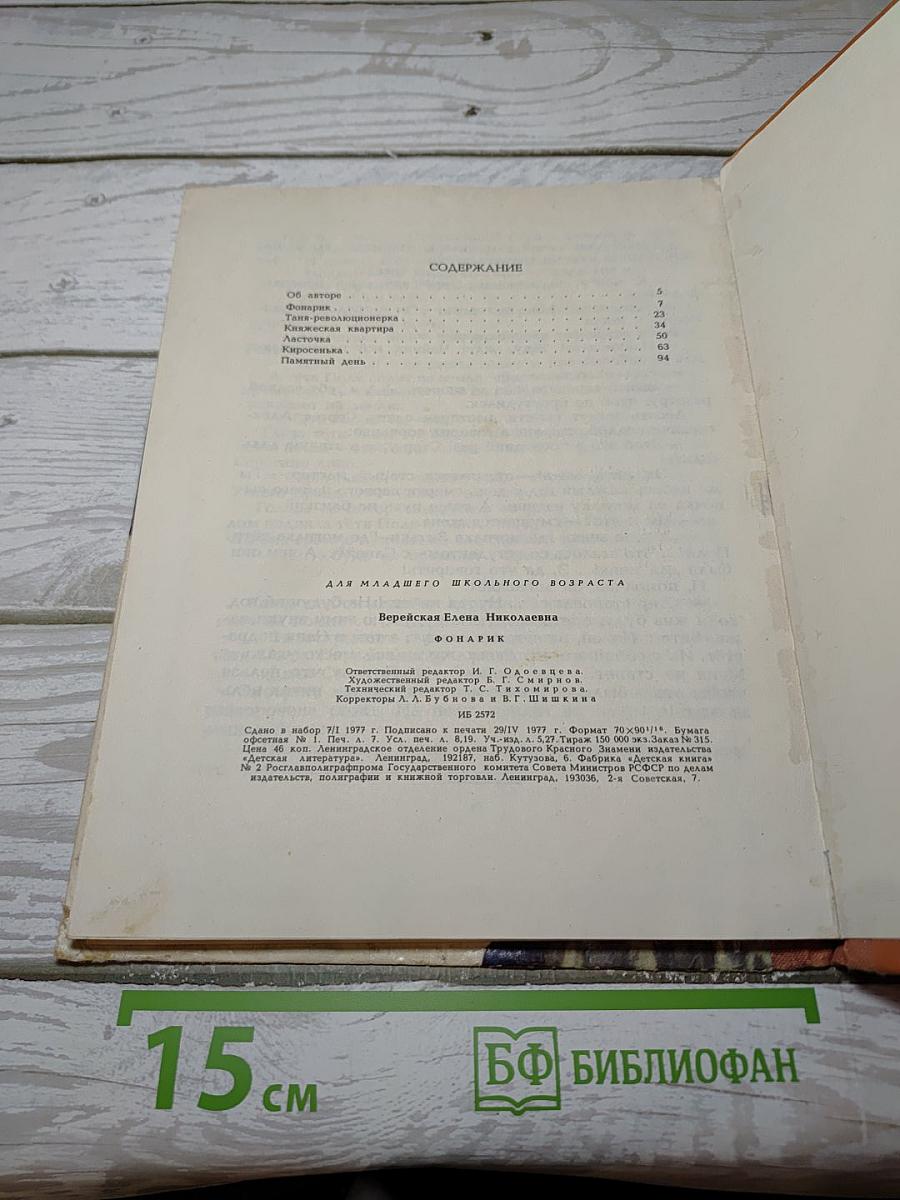 СОДЕРЖАНИЕ
Об авторе . . . 5
Фонарик . . . 7
Таня-революционерка . . . 23
Княжеская квартира . . . 34
Ласточка . . . 50
Киросенька . . . 63
Памятный день . . . 94
ДЛЯ МЛАДШЕГО ШКОЛЬНОГО ВОЗРАСТА
Верейская Елена Николаевна
ФОНАРИК
Ответственный редактор И. Г. Одоевцева.
Художественный редактор Б. Г. Смирнов.
Технический редактор Т. С. Тихомирова.
Корректоры Л. Л. Бубнова и В. Г. Шишкина
ИБ 2572
Сдано в набор 7/I 1977 г. Подписано к печати 29/IV 1977 г. Формат 70×90¹/₁₆. Бумага
офсетная № 1. Печ. л. 7. Усл. печ. л. 8,19. Уч.-изд. л. 5,27. Тираж 150 000 экз. Заказ № 315.
Цена 46 коп. Ленинградское отделение ордена Трудового Красного Знамени издательства
«Детская литература». Ленинград, 192187, наб. Кутузова, 6. Фабрика «Детская книга»
№ 2 Росглавполиграфпрома Государственного комитета Совета Министров РСФСР по делам
издательств, полиграфии и книжной торговли. Ленинград, 193036, 2-я Советская, 7.
15 см
БФ БИБЛИОФАН